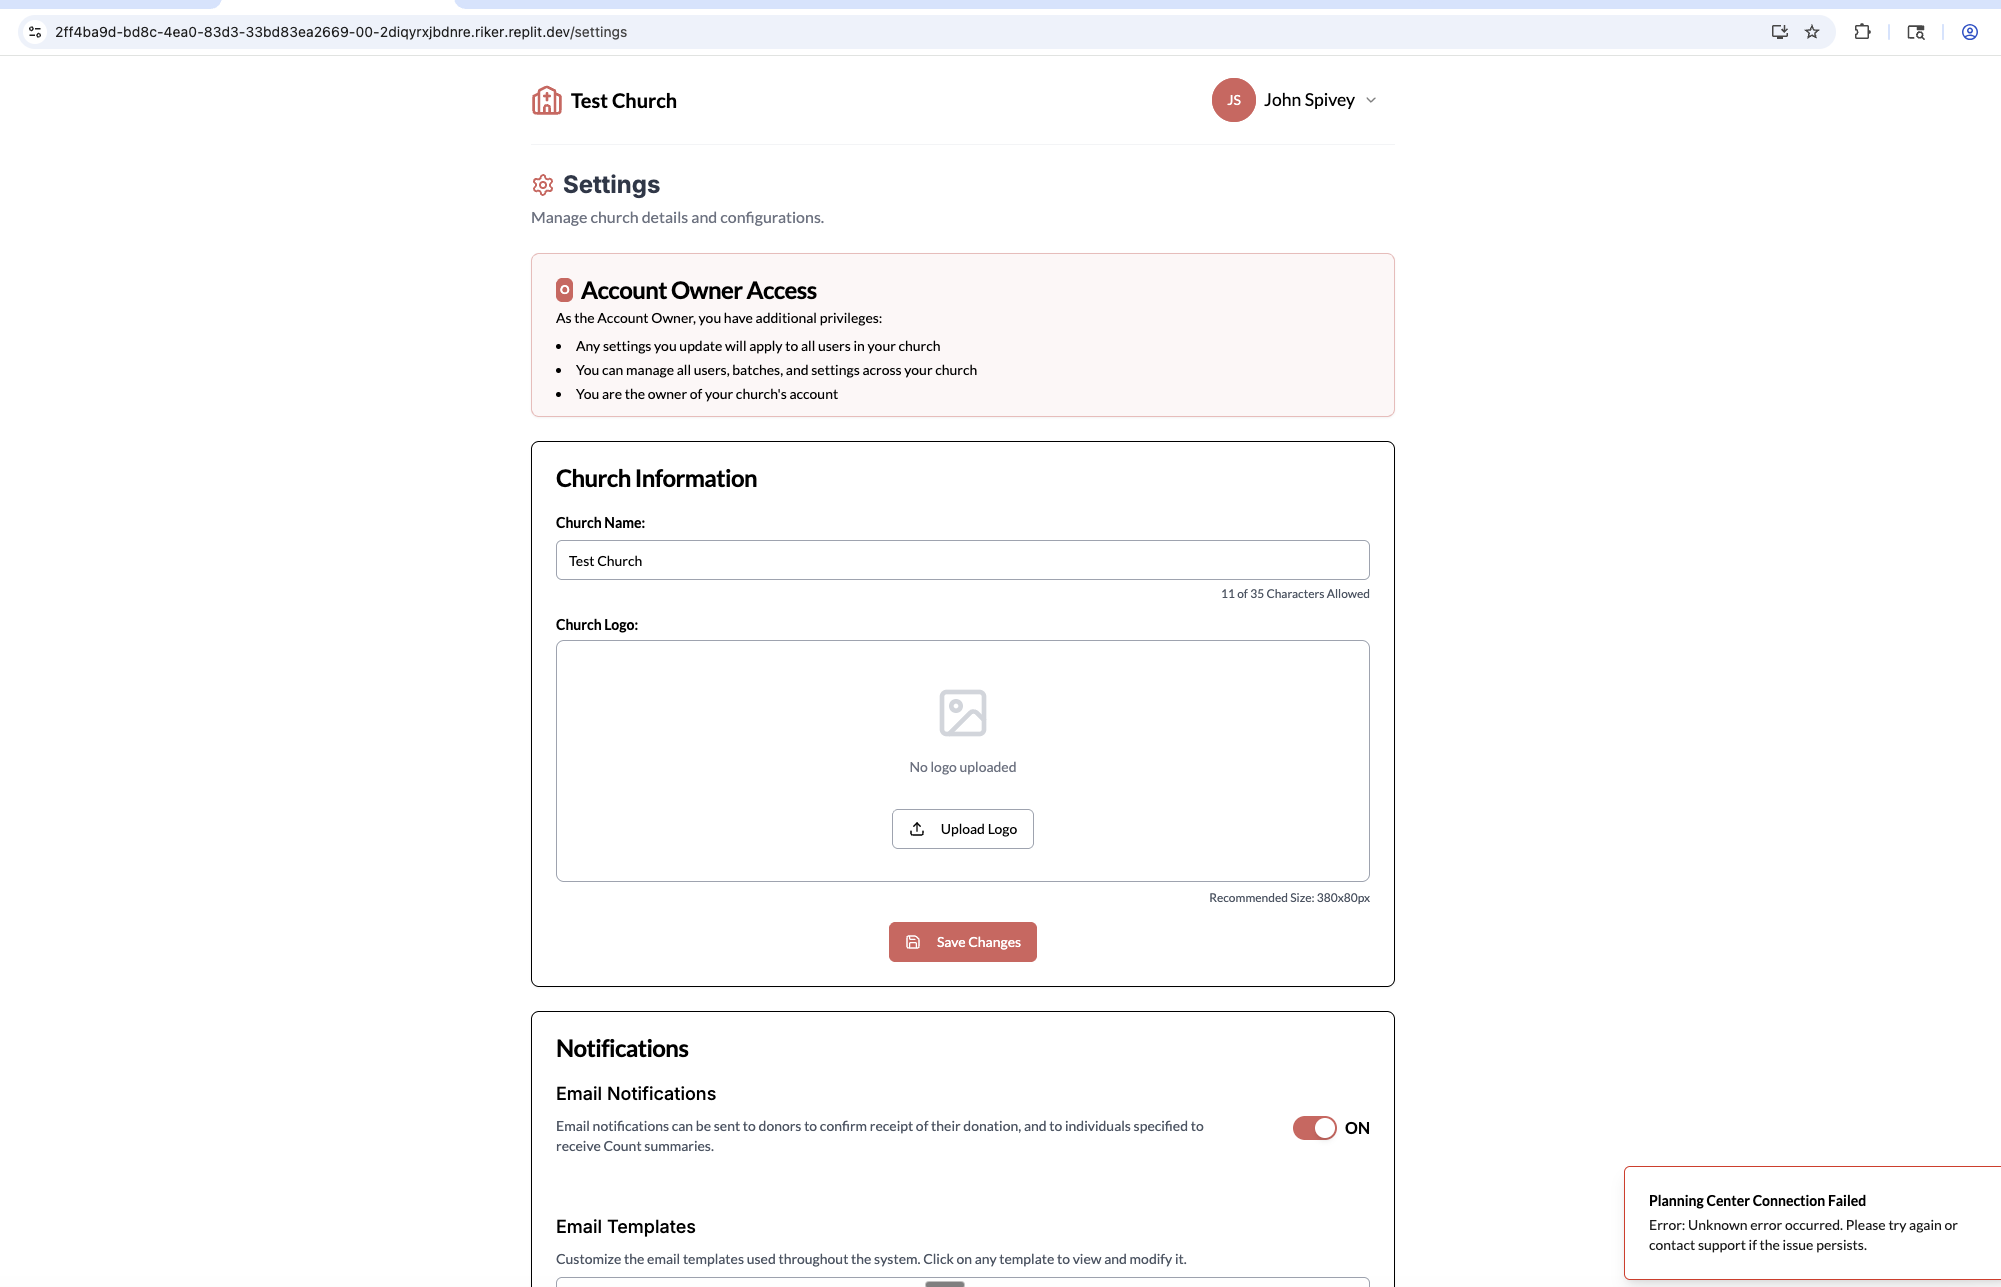 2ff4ba9d-bd8c-4ea0-83d3-33bd83ea2669-00-2diqyrxjbdnre.riker.replit.dev/settings
Test Church
JS John Spivey
Settings
Manage church details and configurations.
O Account Owner Access
As the Account Owner, you have additional privileges:
• Any settings you update will apply to all users in your church
• You can manage all users, batches, and settings across your church
• You are the owner of your church's account
Church Information
Church Name:
Test Church
11 of 35 Characters Allowed
Church Logo:
No logo uploaded
Upload Logo
Recommended Size: 380x80px
Save Changes
Notifications
Email Notifications
Email notifications can be sent to donors to confirm receipt of their donation, and to individuals specified to
receive Count summaries.
ON
Email Templates
Customize the email templates used throughout the system. Click on any template to view and modify it.
Planning Center Connection Failed
Error: Unknown error occurred. Please try again or
contact support if the issue persists.